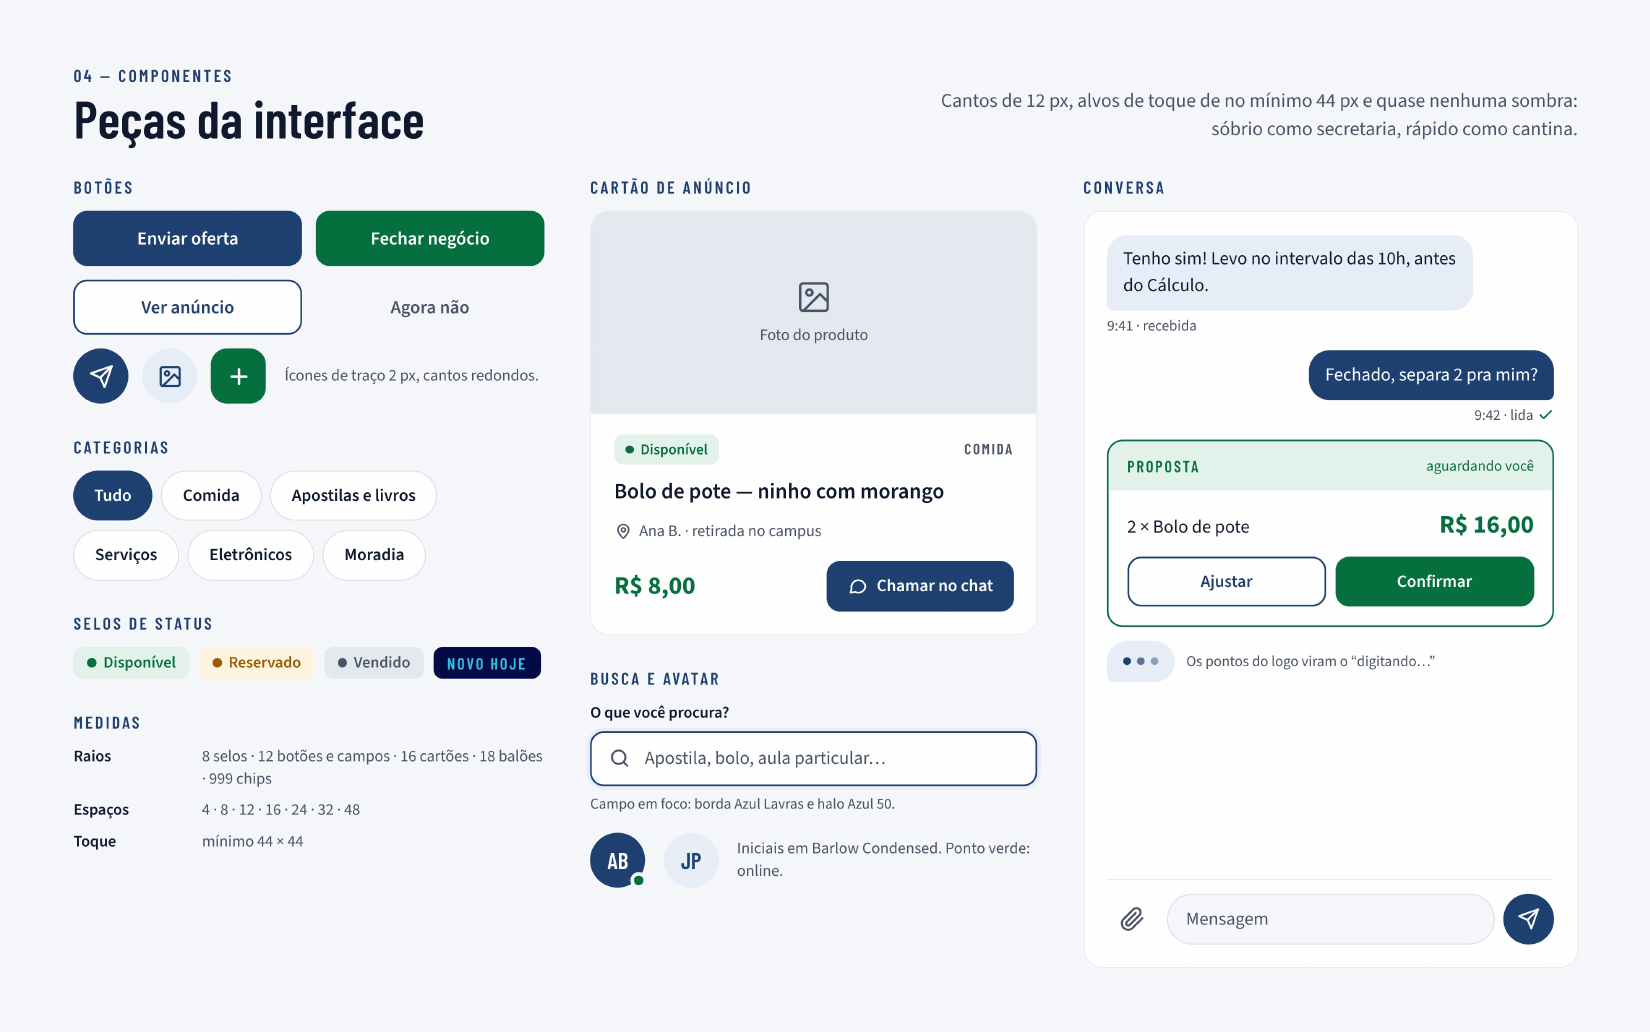 04 — COMPONENTES
Peças da interface
Cantos de 12 px, alvos de toque de no mínimo 44 px e quase nenhuma sombra:
sóbrio como secretaria, rápido como cantina.
BOTÕES
Enviar oferta
Fechar negócio
Ver anúncio
Agora não
Ícones de traço 2 px, cantos redondos.
CATEGORIAS
Tudo
Comida
Apostilas e livros
Serviços
Eletrônicos
Moradia
SELOS DE STATUS
Disponível
Reservado
Vendido
NOVO HOJE
MEDIDAS
Raios
8 selos · 12 botões e campos · 16 cartões · 18 balões
· 999 chips
Espaços
4 · 8 · 12 · 16 · 24 · 32 · 48
Toque
mínimo 44 × 44
CARTÃO DE ANÚNCIO
Foto do produto
Disponível
COMIDA
Bolo de pote — ninho com morango
Ana B. · retirada no campus
R$ 8,00
Chamar no chat
BUSCA E AVATAR
O que você procura?
Apostila, bolo, aula particular…
Campo em foco: borda Azul Lavras e halo Azul 50.
AB
JP
Iniciais em Barlow Condensed. Ponto verde:
online.
CONVERSA
Tenho sim! Levo no intervalo das 10h, antes
do Cálculo.
9:41 · recebida
Fechado, separa 2 pra mim?
9:42 · lida
PROPOSTA
aguardando você
2 × Bolo de pote
R$ 16,00
Ajustar
Confirmar
Os pontos do logo viram o “digitando…”
Mensagem